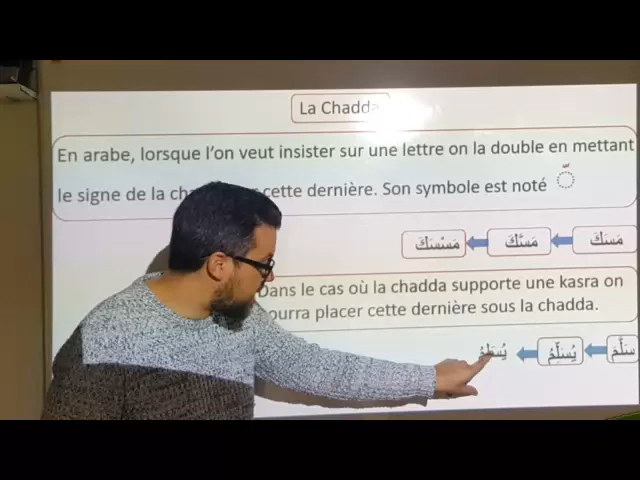 La Chadda
En arabe, lorsque l'on veut insister sur une lettre on la double en mettant
le signe de la cette dernière. Son symbole est noté ّ
مَسَكَ مَسَّكَ مَسْسَكَ
Dans le cas où la chadda supporte une kasra on
pourra placer cette dernière sous la chadda.
سَلَّمَ يُسَلِّمُ